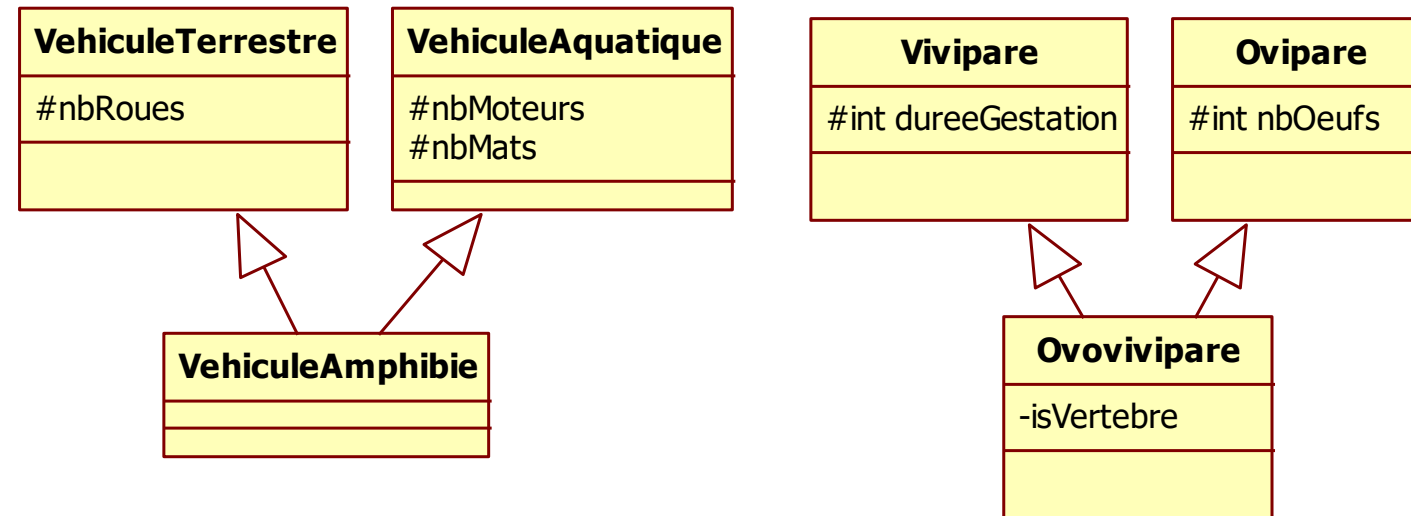 VehiculeTerrestre
#nbRoues
VehiculeAquatique
#nbMoteurs
#nbMats
VehiculeAmphibie
Vivipare
#int dureeGestation
Ovipare
#int nbOeufs
Ovovivipare
-isVertebre